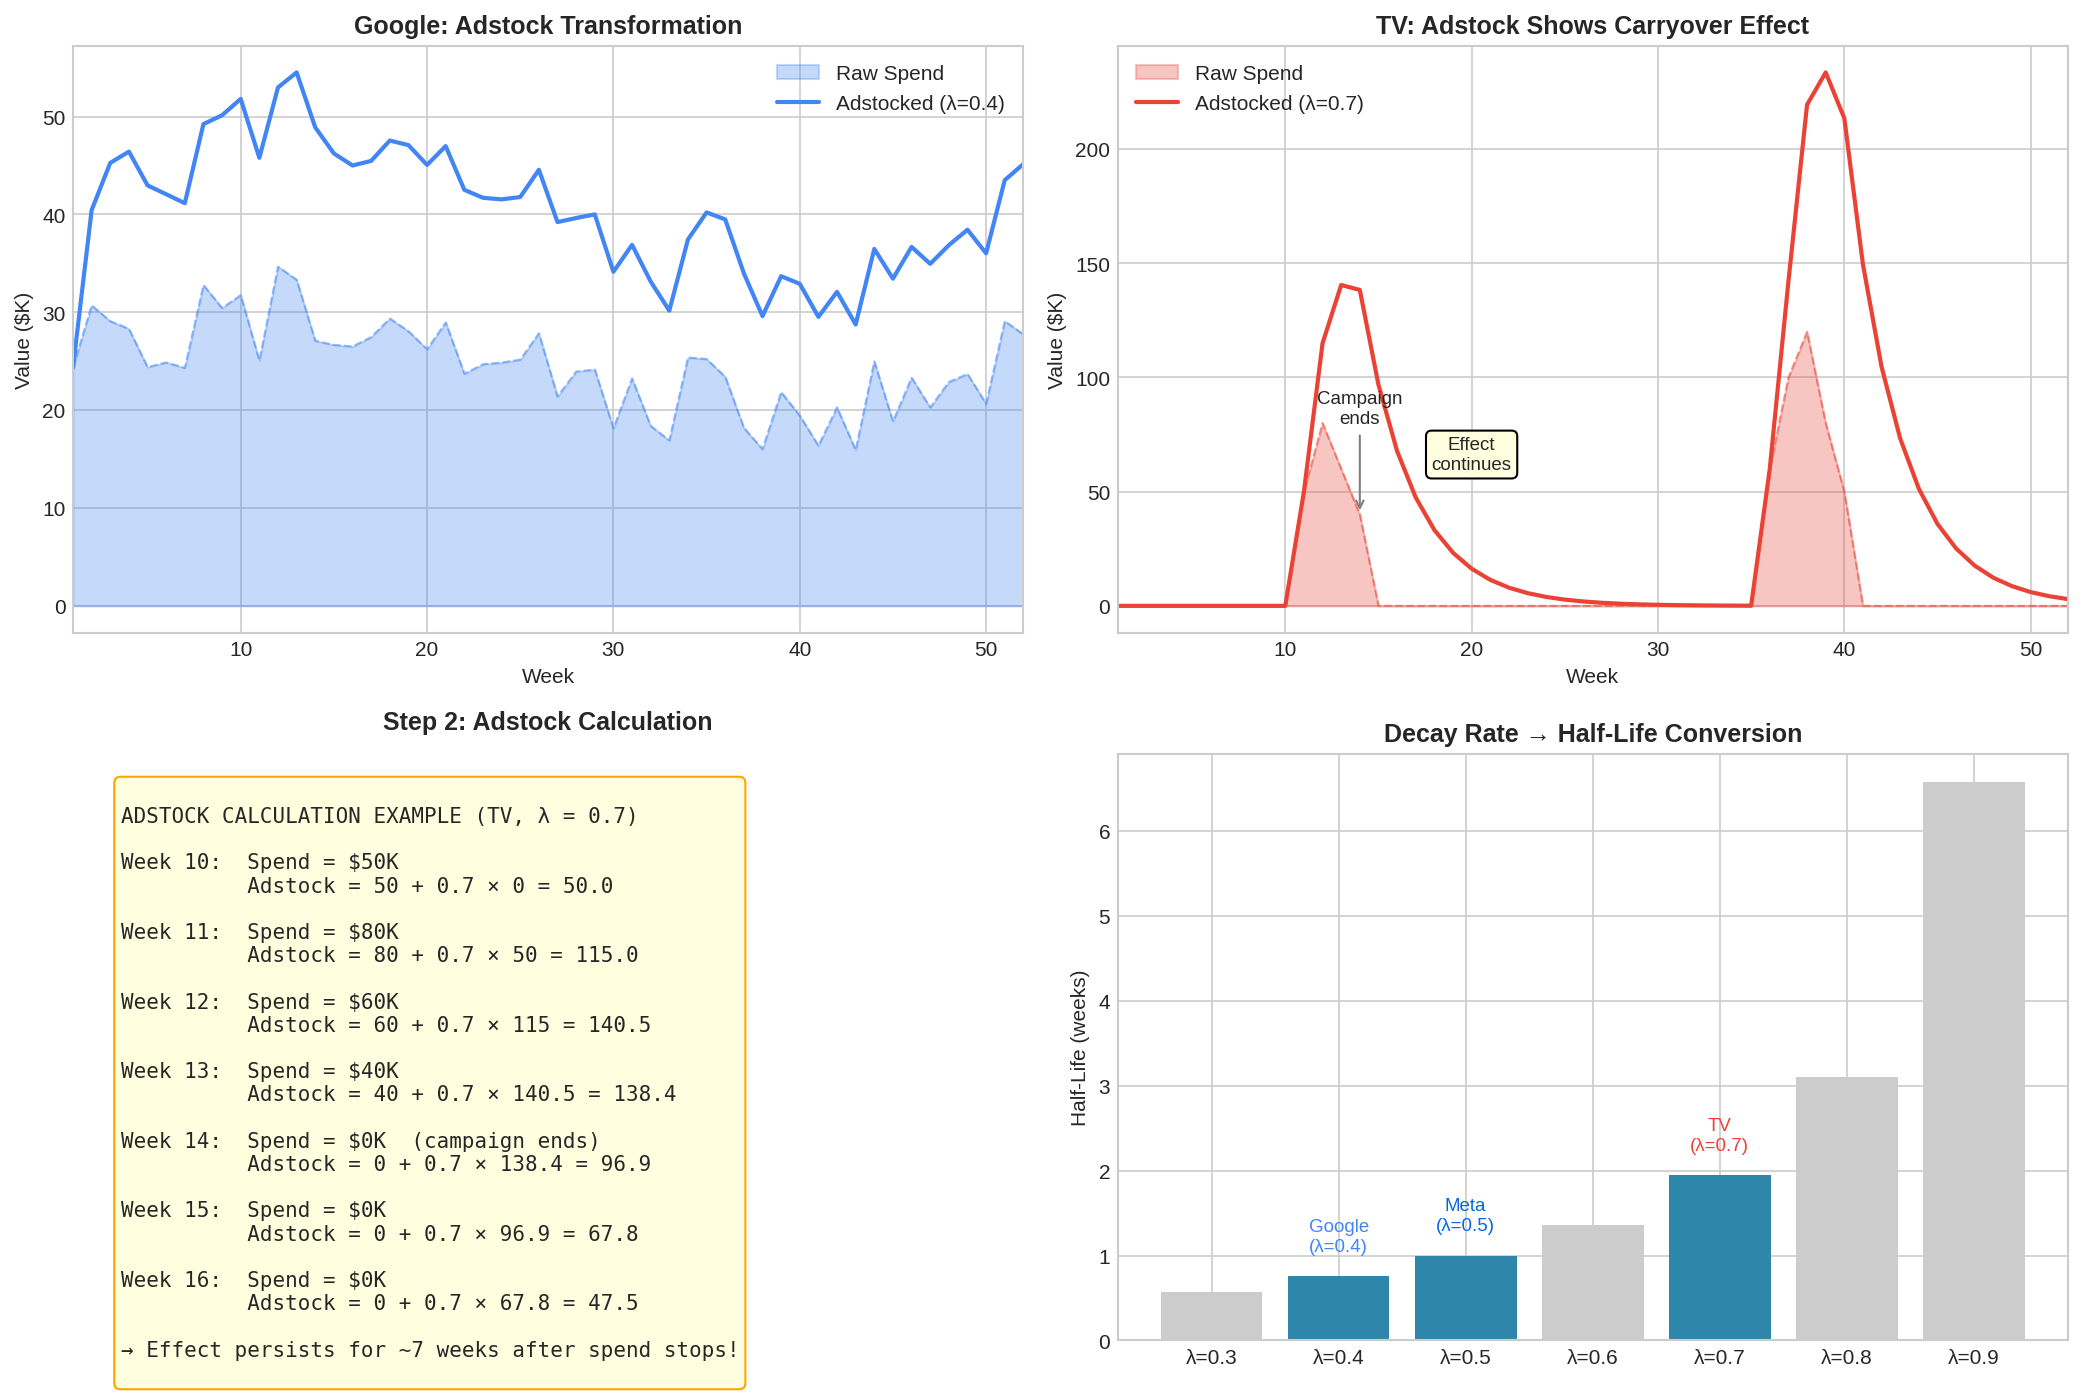 Google: Adstock Transformation
Raw Spend
Adstocked (λ=0.4)
Value ($K)
50
40
30
20
10
0
10
20
30
40
50
Week
TV: Adstock Shows Carryover Effect
Raw Spend
Adstocked (λ=0.7)
Value ($K)
200
150
100
50
0
Campaign
ends
Effect
continues
10
20
30
40
50
Week
Step 2: Adstock Calculation
ADSTOCK CALCULATION EXAMPLE (TV, λ = 0.7)
Week 10:  Spend = $50K
Adstock = 50 + 0.7 × 0 = 50.0
Week 11:  Spend = $80K
Adstock = 80 + 0.7 × 50 = 115.0
Week 12:  Spend = $60K
Adstock = 60 + 0.7 × 115 = 140.5
Week 13:  Spend = $40K
Adstock = 40 + 0.7 × 140.5 = 138.4
Week 14:  Spend = $0K  (campaign ends)
Adstock = 0 + 0.7 × 138.4 = 96.9
Week 15:  Spend = $0K
Adstock = 0 + 0.7 × 96.9 = 67.8
Week 16:  Spend = $0K
Adstock = 0 + 0.7 × 67.8 = 47.5
→ Effect persists for ~7 weeks after spend stops!
Decay Rate → Half-Life Conversion
Half-Life (weeks)
6
5
4
3
2
1
0
Google
(λ=0.4)
Meta
(λ=0.5)
TV
(λ=0.7)
λ=0.3
λ=0.4
λ=0.5
λ=0.6
λ=0.7
λ=0.8
λ=0.9